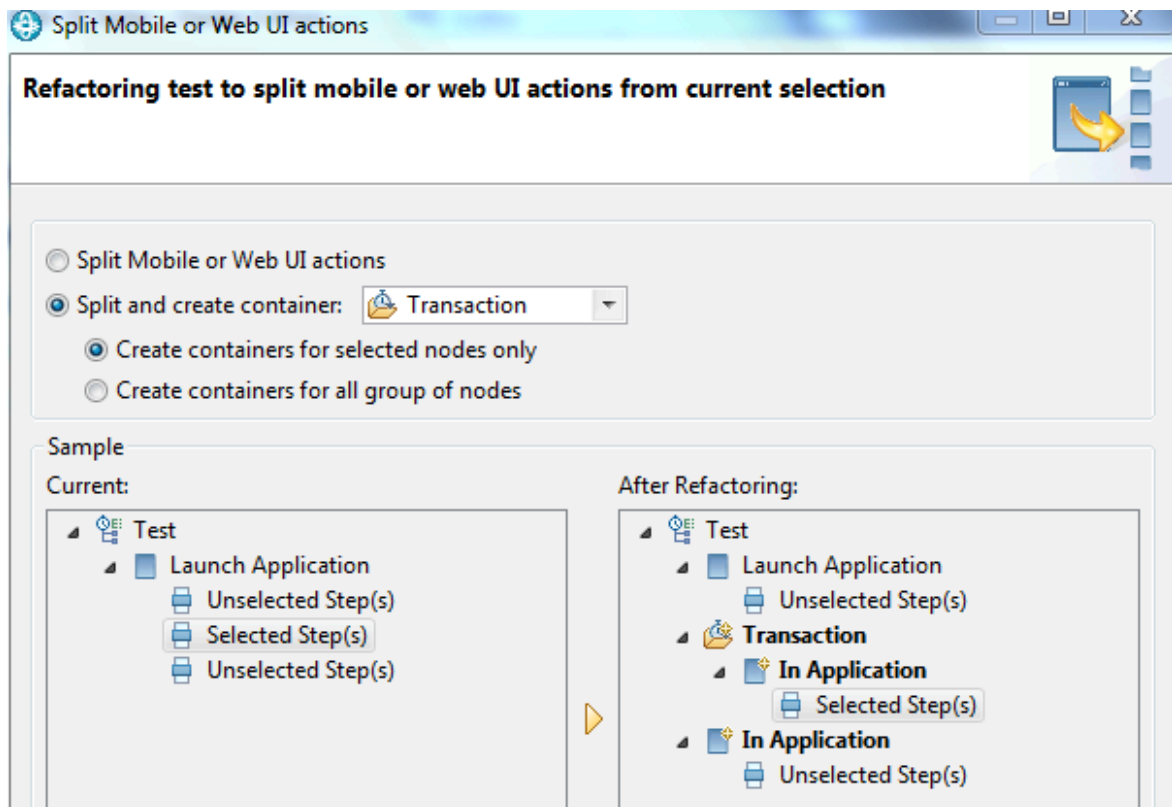 Split Mobile or Web UI actions
Refactoring test to split mobile or web UI actions from current selection
Split Mobile or Web UI actions
Split and create container: Transaction
Create containers for selected nodes only
Create containers for all group of nodes
Sample
Current:
Test
Launch Application
Unselected Step(s)
Selected Step(s)
Unselected Step(s)
After Refactoring:
Test
Launch Application
Unselected Step(s)
Transaction
In Application
Selected Step(s)
In Application
Unselected Step(s)